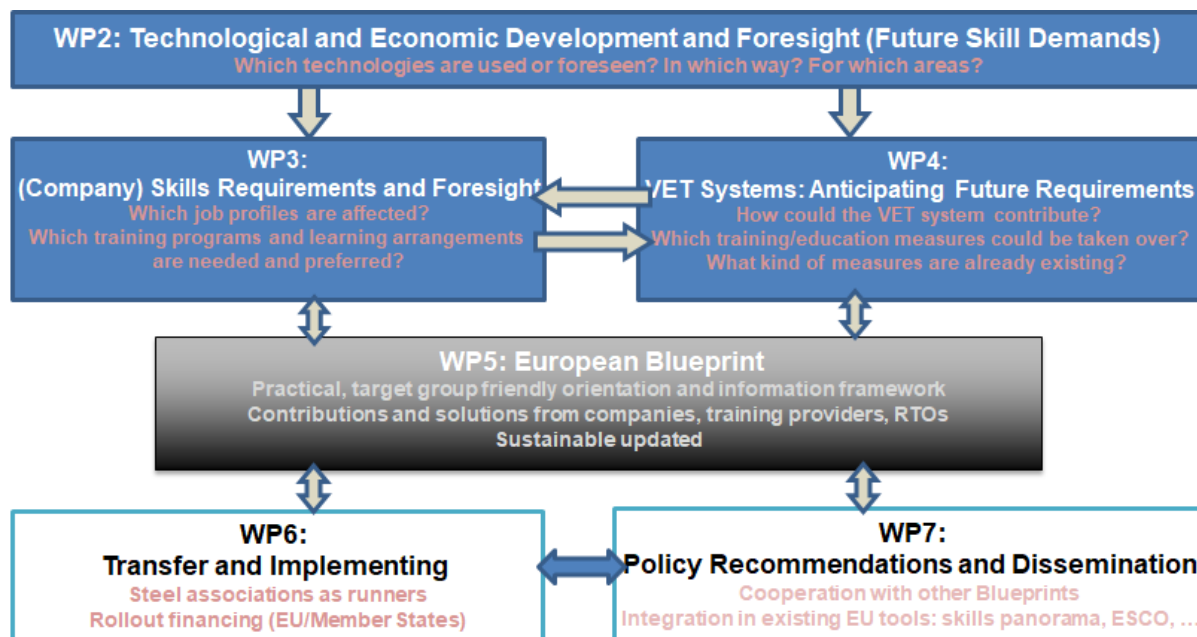 WP2: Technological and Economic Development and Foresight (Future Skill Demands)
Which technologies are used or foreseen? In which way? For which areas?
WP3:
(Company) Skills Requirements and Foresight
Which job profiles are affected?
Which training programs and learning arrangements
are needed and preferred?
WP4:
VET Systems: Anticipating Future Requirements
How could the VET system contribute?
Which training/education measures could be taken over?
What kind of measures are already existing?
WP5: European Blueprint
Practical, target group friendly orientation and information framework
Contributions and solutions from companies, training providers, RTOs
Sustainable updated
WP6:
Transfer and Implementing
Steel associations as runners
Rollout financing (EU/Member States)
WP7:
Policy Recommendations and Dissemination
Cooperation with other Blueprints
Integration in existing EU tools: skills panorama, ESCO, ...